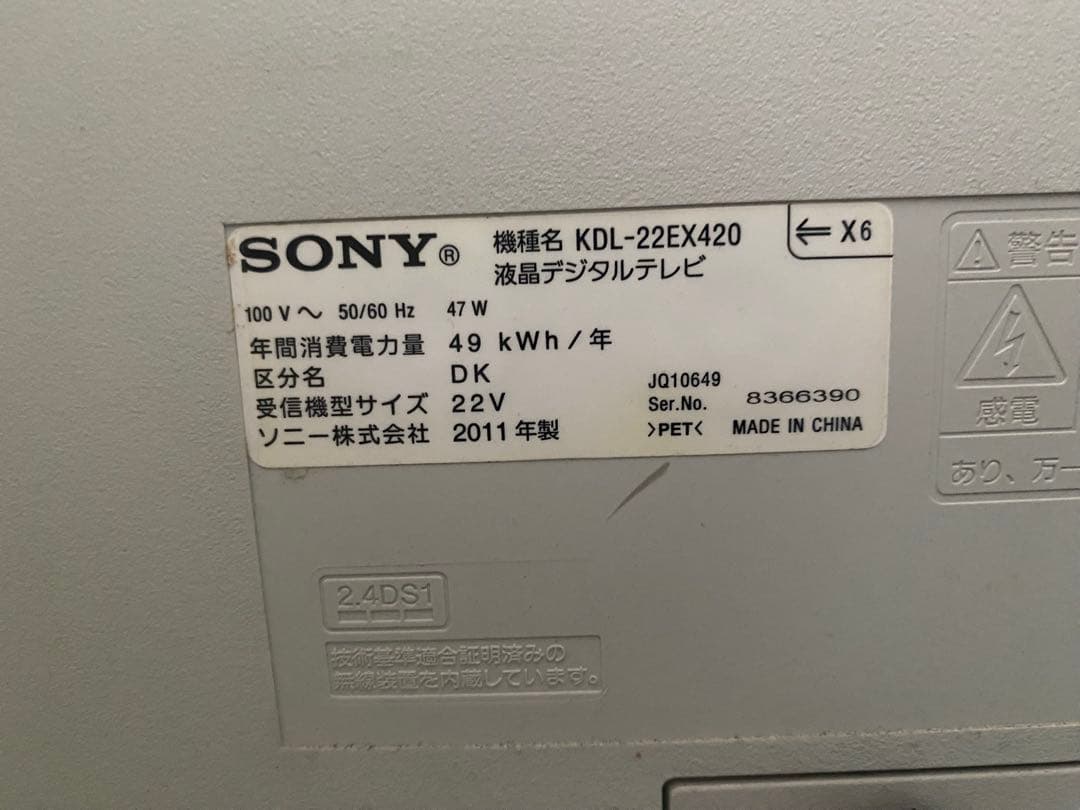 SONY®
機種名 KDL-22EX420
液晶デジタルテレビ
← X6
100 V ～ 50/60 Hz 47 W
年間消費電力量 49 kWh / 年
区分名 DK
受信機型サイズ 22V
ソニー株式会社 2011 年製
JQ10649
Ser.No. 8366390
>PET< MADE IN CHINA
警告
感電
あり、万一
2.4DS1
技術基準適合証明済みの
無線装置を内蔵しています。